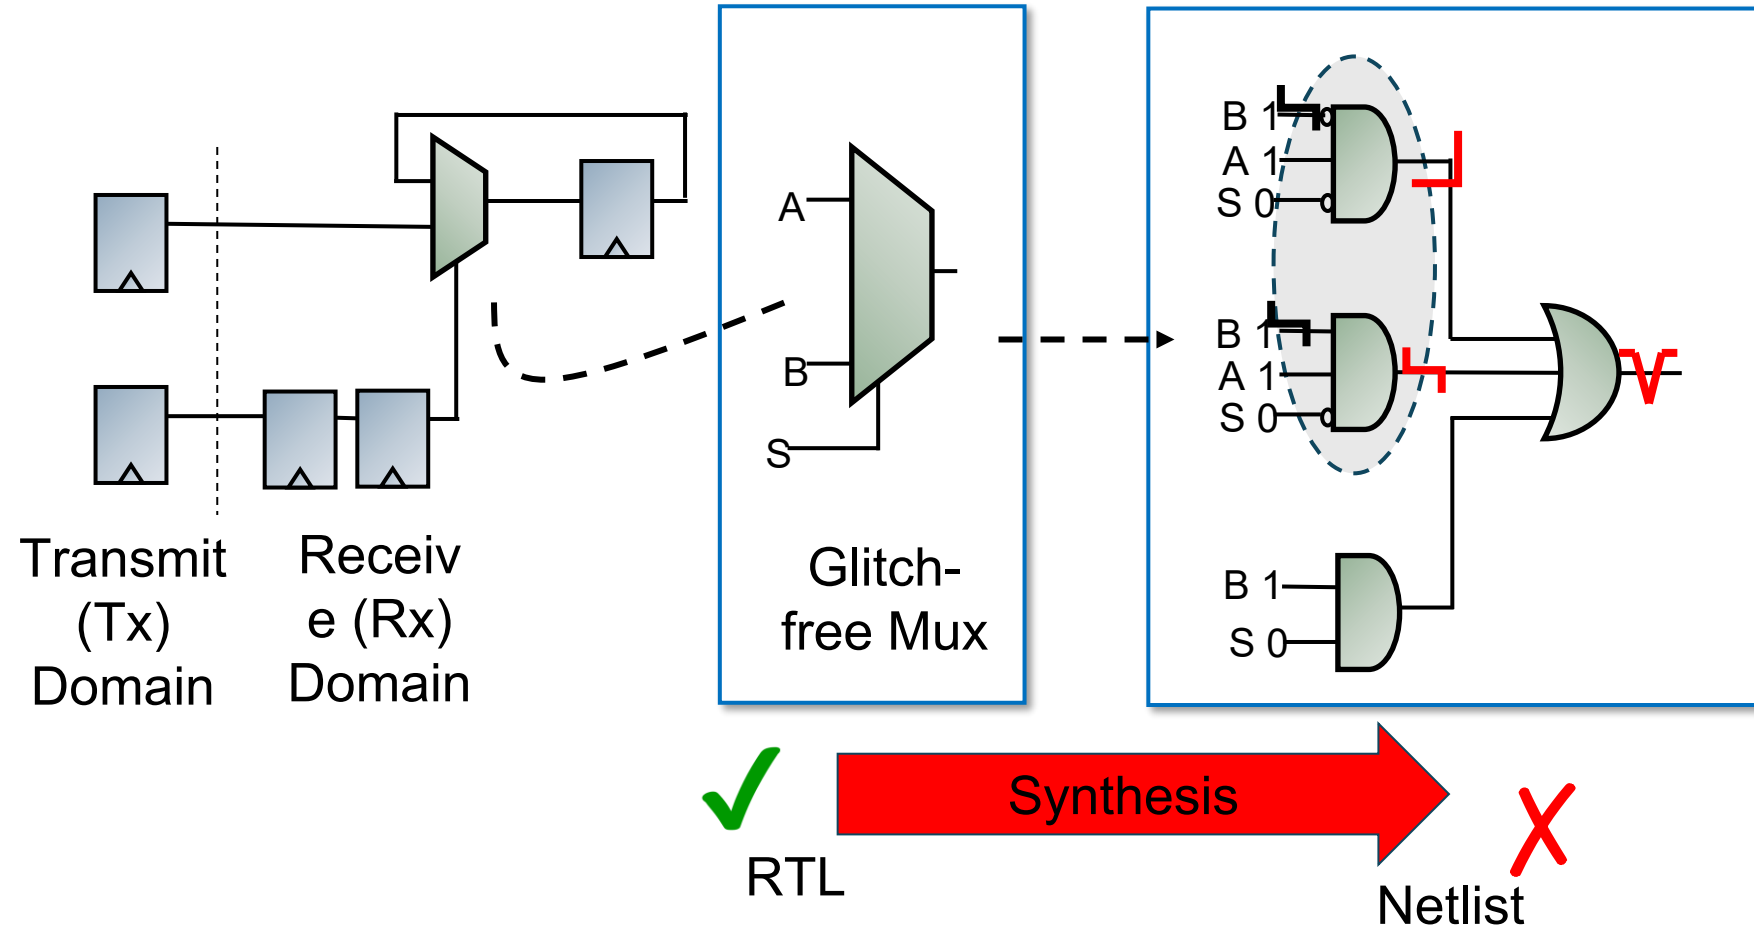 Transmit
(Tx)
Domain
Receiv
e (Rx)
Domain
A
B
S
Glitch-
free Mux
B 1
A 1
S 0
B 1
A 1
S 0
B 1
S 0
Synthesis
RTL
Netlist